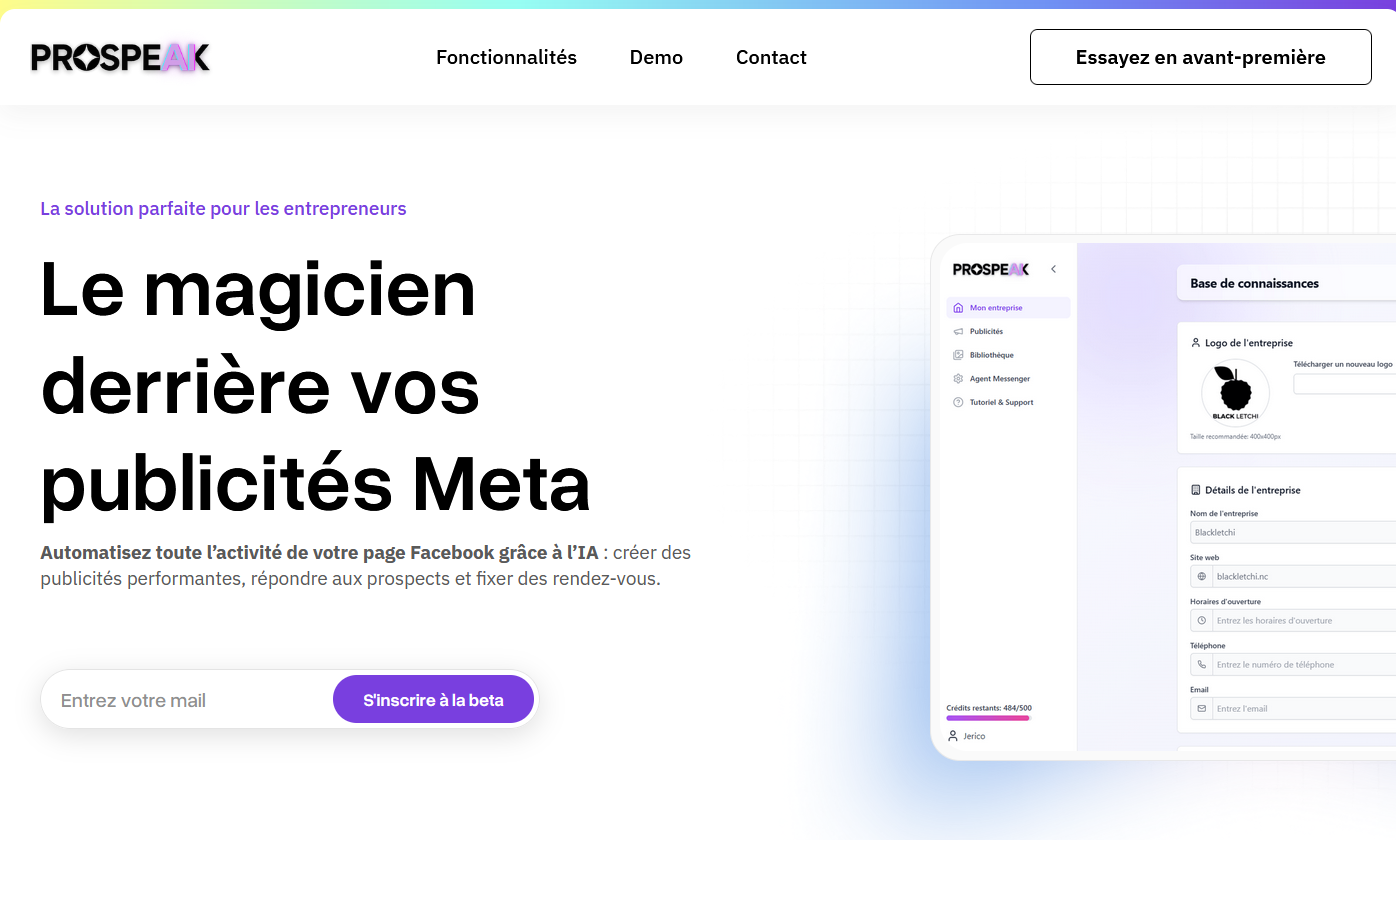 PROSPEAK
Fonctionnalités
Demo
Contact
Essayez en avant-première
La solution parfaite pour les entrepreneurs
Le magicien
derrière vos
publicités Meta
Automatisez toute l’activité de votre page Facebook grâce à l’IA : créer des
publicités performantes, répondre aux prospects et fixer des rendez-vous.
Entrez votre mail
S'inscrire à la beta
PROSPEAK
Mon entreprise
Publicités
Bibliothéque
Agent Messenger
Tutoriel & Support
Crédits restants: 484/500
Jerico
Base de connaissances
Logo de l'entreprise
BLACK LETCHI
Télécharger un nouveau logo
Taille recommandée: 400x400px
Détails de l'entreprise
Nom de l'entreprise
Blackletchi
Site web
blackletchi.nc
Horaires d'ouverture
Entrez les horaires d'ouverture
Téléphone
Entrez le numéro de téléphone
Email
Entrez l'email